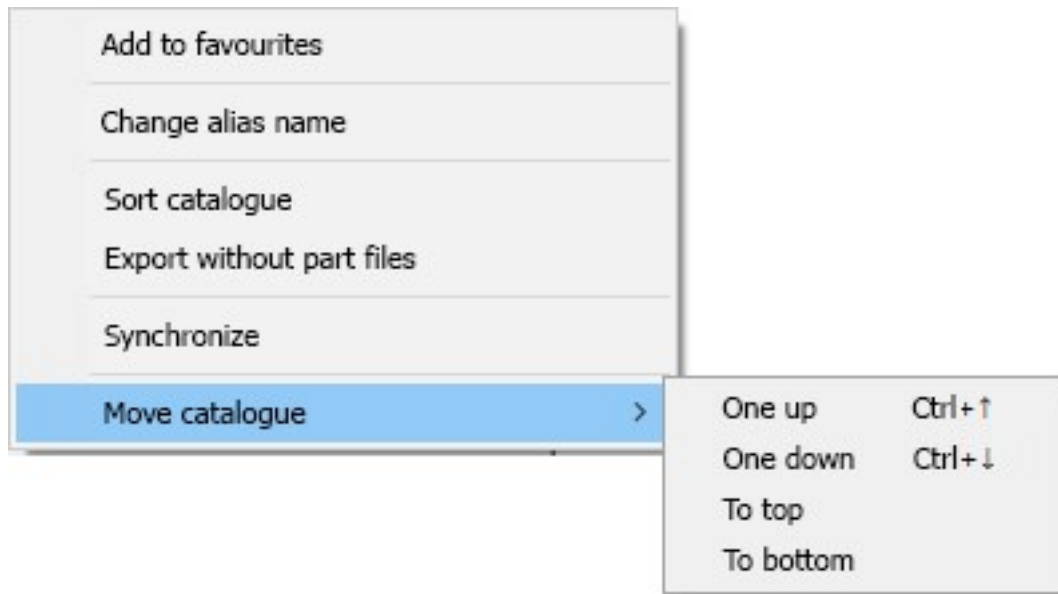 Add to favourites
Change alias name
Sort catalogue
Export without part files
Synchronize
Move catalogue >
One up Ctrl+↑
One down Ctrl+↓
To top
To bottom